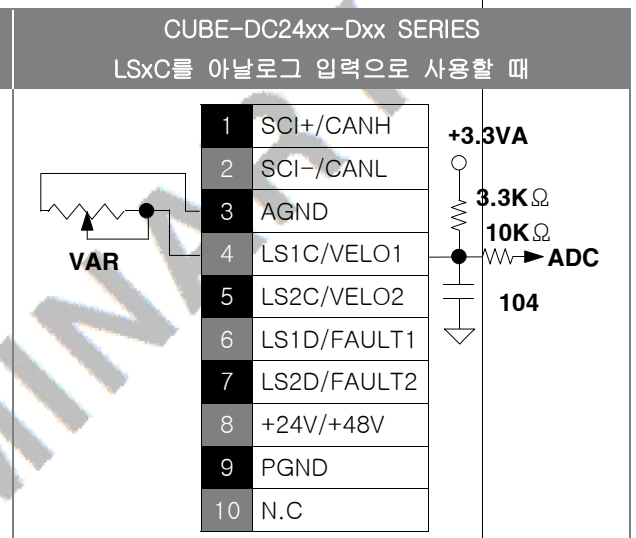 CUBE-DC24xx-Dxx SERIES
LSxC를 아날로그 입력으로 사용할 때
1 SCI+/CANH
2 SCI-/CANL
3 AGND
4 LS1C/VELO1
5 LS2C/VELO2
6 LS1D/FAULT1
7 LS2D/FAULT2
8 +24V/+48V
9 PGND
10 N.C
VAR
+3.3VA
3.3KΩ
10KΩ
ADC
104
MINAR